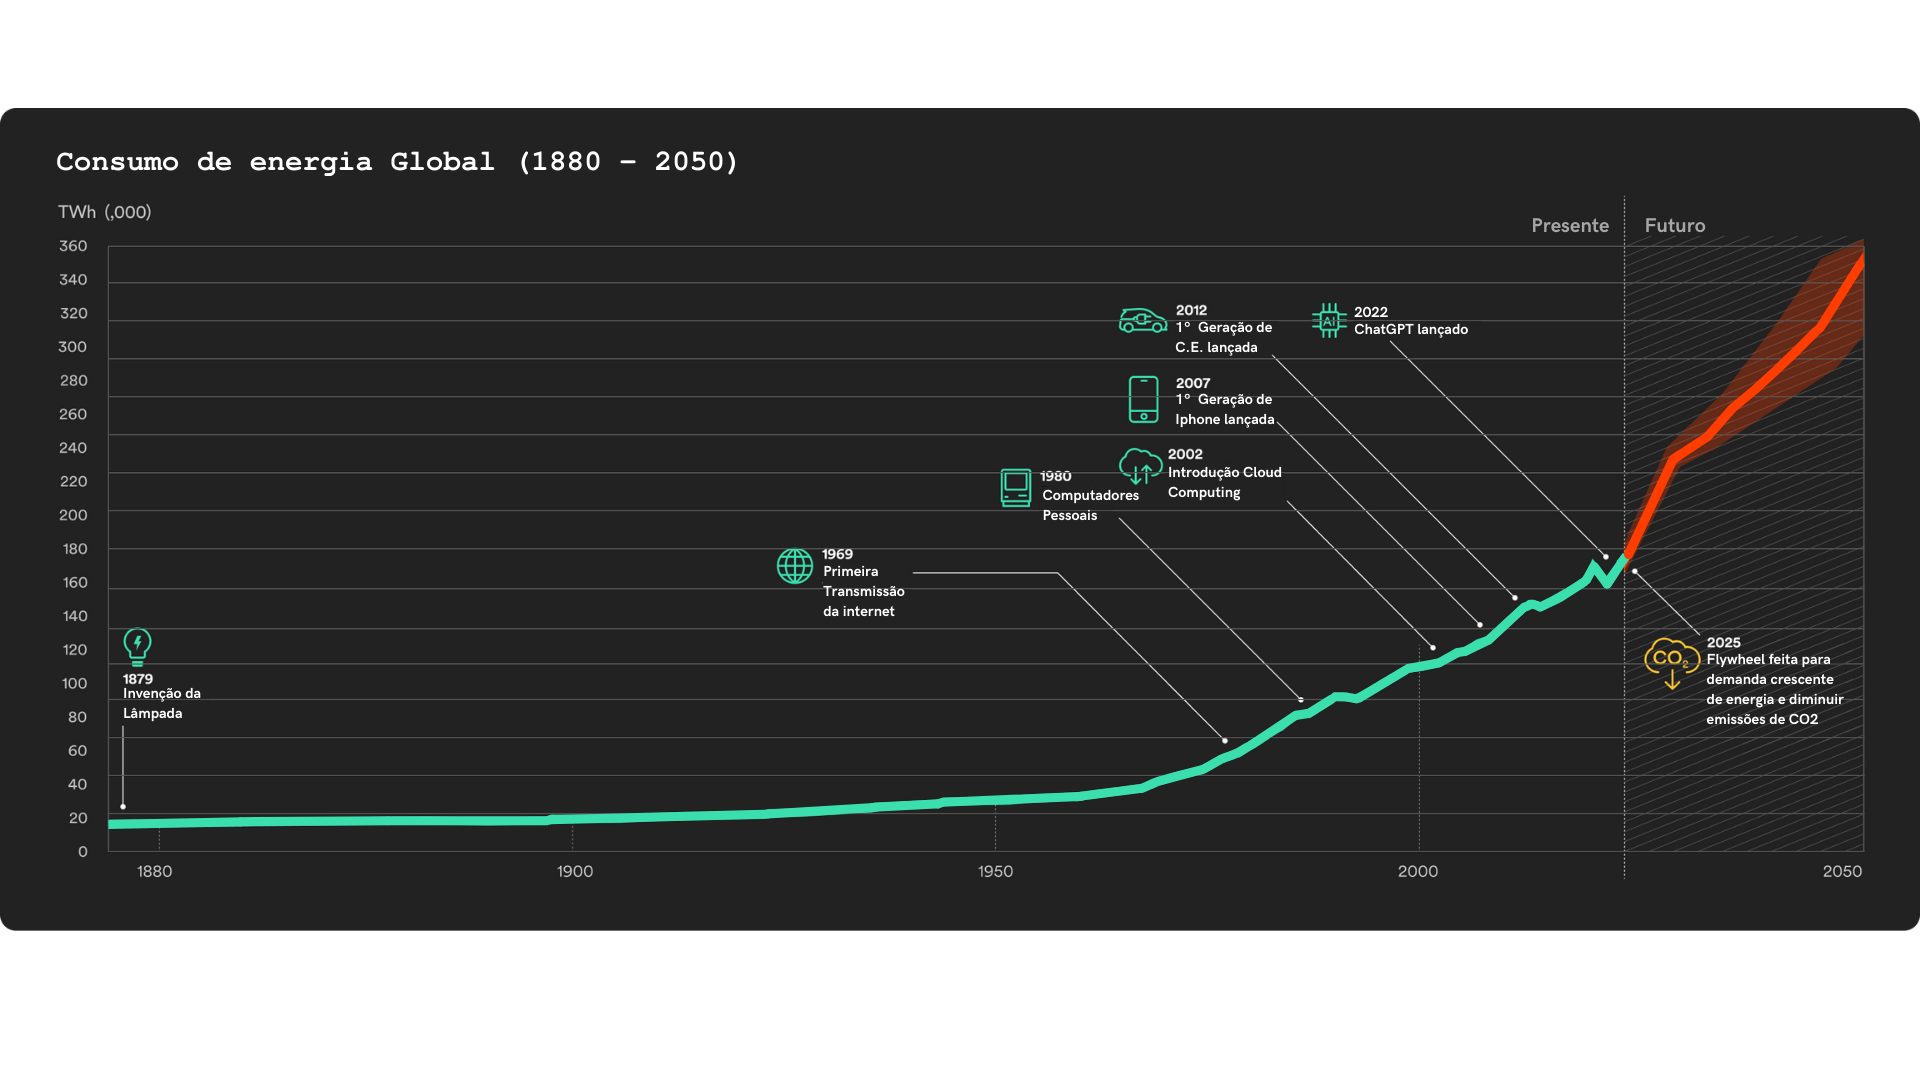 Consumo de energia Global (1880 – 2050)
TWh (,000)
Presente
Futuro
360
340
320
300
280
260
240
220
200
180
160
140
120
100
80
60
40
20
0
2012
1º Geração de
C.E. lançada
AI
2022
ChatGPT lançado
2007
1º Geração de
Iphone lançada
2002
Introdução Cloud
Computing
1980
Computadores
Pessoais
1969
Primeira
Transmissão
da internet
1879
Invenção da
Lâmpada
CO2
2025
Flywheel feita para
demanda crescente
de energia e diminuir
emissões de CO2
1880
1900
1950
2000
2050